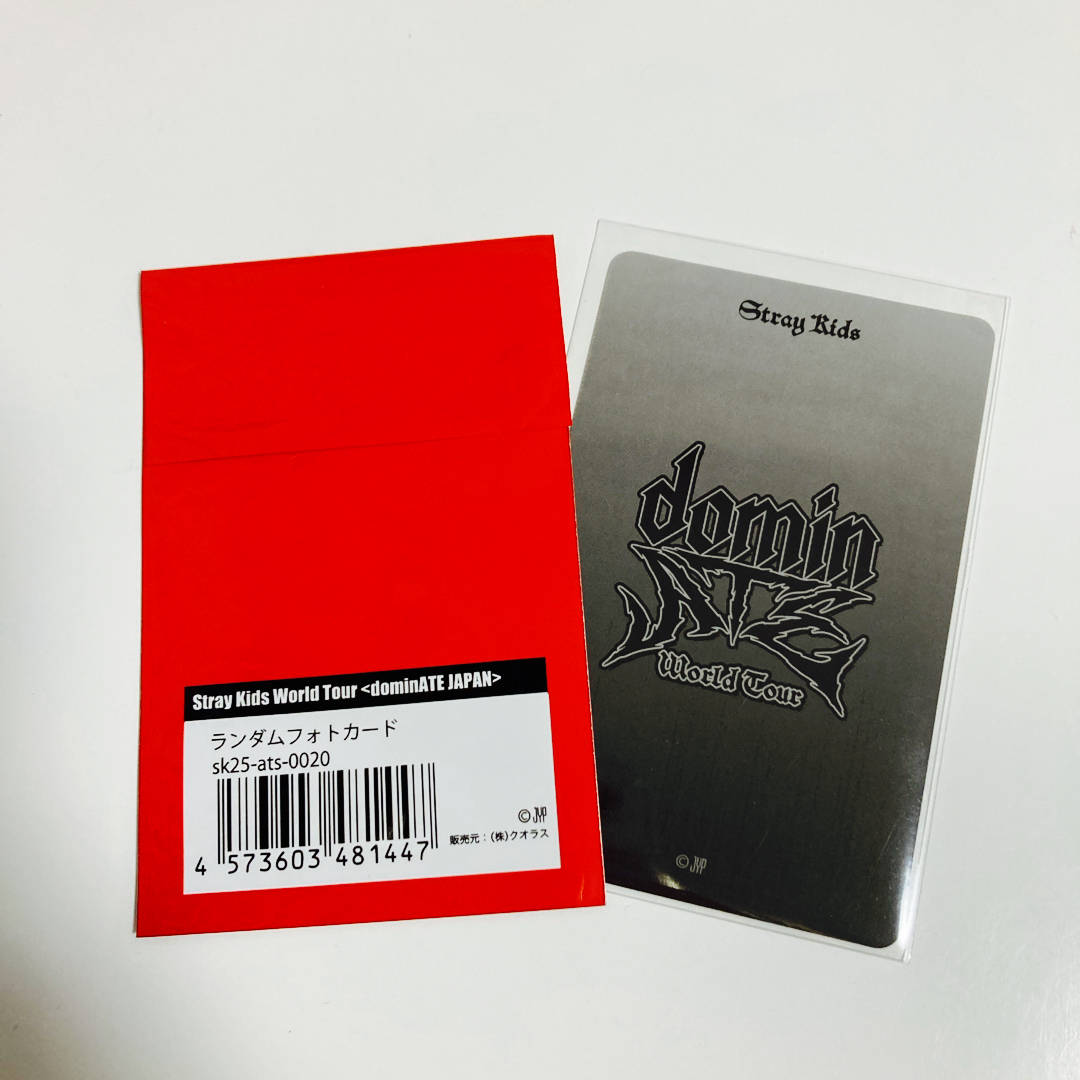 Stray Kids World Tour <dominATE JAPAN>
ランダムフォトカード
sk25-ats-0020
4 573603 481447
© JYP
販売元：(株)クオラス
Stray Kids
domin
ATE
World Tour
© JYP